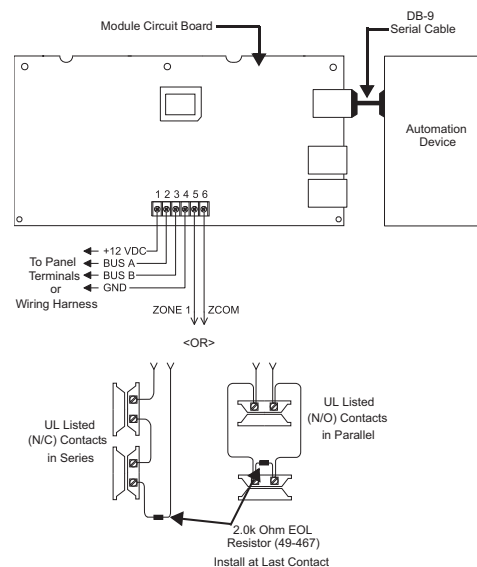 Module Circuit Board
DB-9
Serial Cable
Automation
Device
1 2 3 4 5 6
+12 VDC
BUS A
BUS B
GND
To Panel
Terminals
or
Wiring Harness
ZONE 1
ZCOM
<OR>
UL Listed
(N/C) Contacts
in Series
UL Listed
(N/O) Contacts
in Parallel
2.0k Ohm EOL
Resistor (49-467)
Install at Last Contact